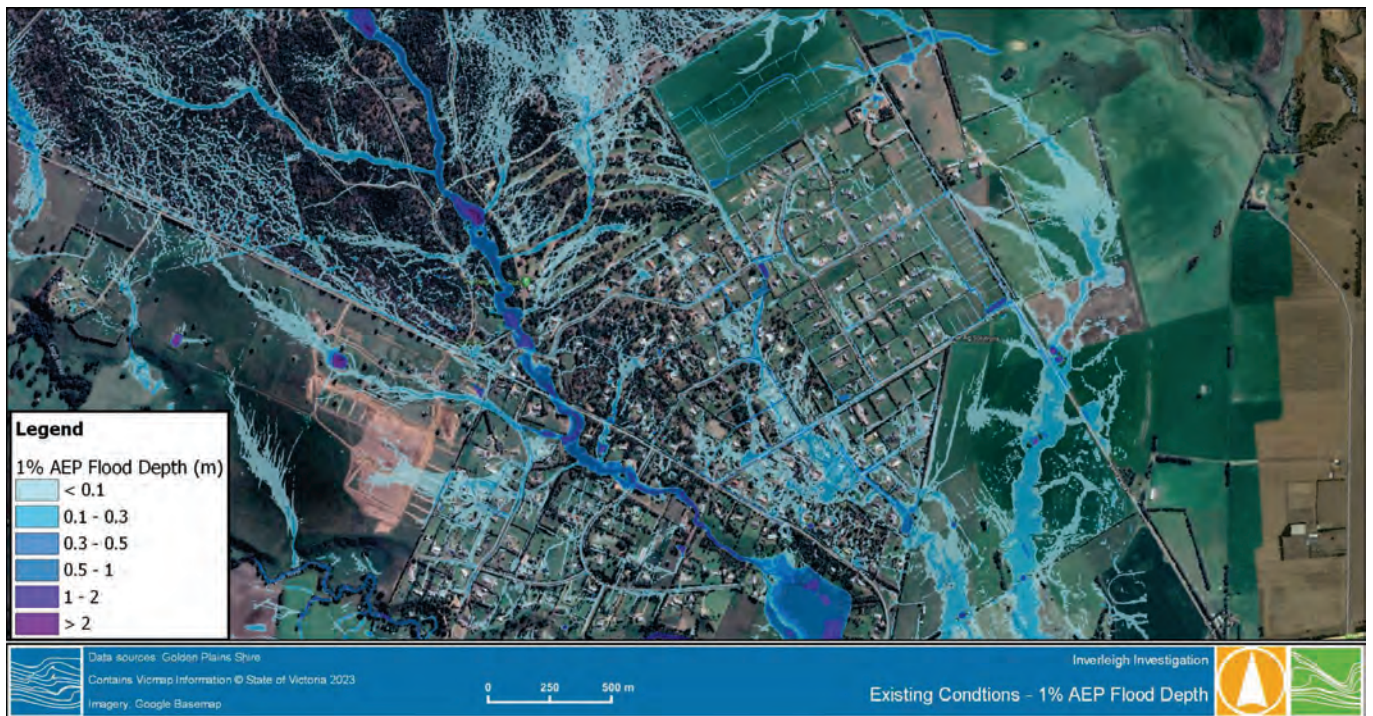 Legend
1% AEP Flood Depth (m)
< 0.1
0.1 - 0.3
0.3 - 0.5
0.5 - 1
1 - 2
> 2
Data sources: Golden Plains Shire
Contains Vicmap Information © State of Victoria 2023
Imagery: Google Basemap
0 250 500 m
Inverleigh Investigation
Existing Condtions - 1% AEP Flood Depth